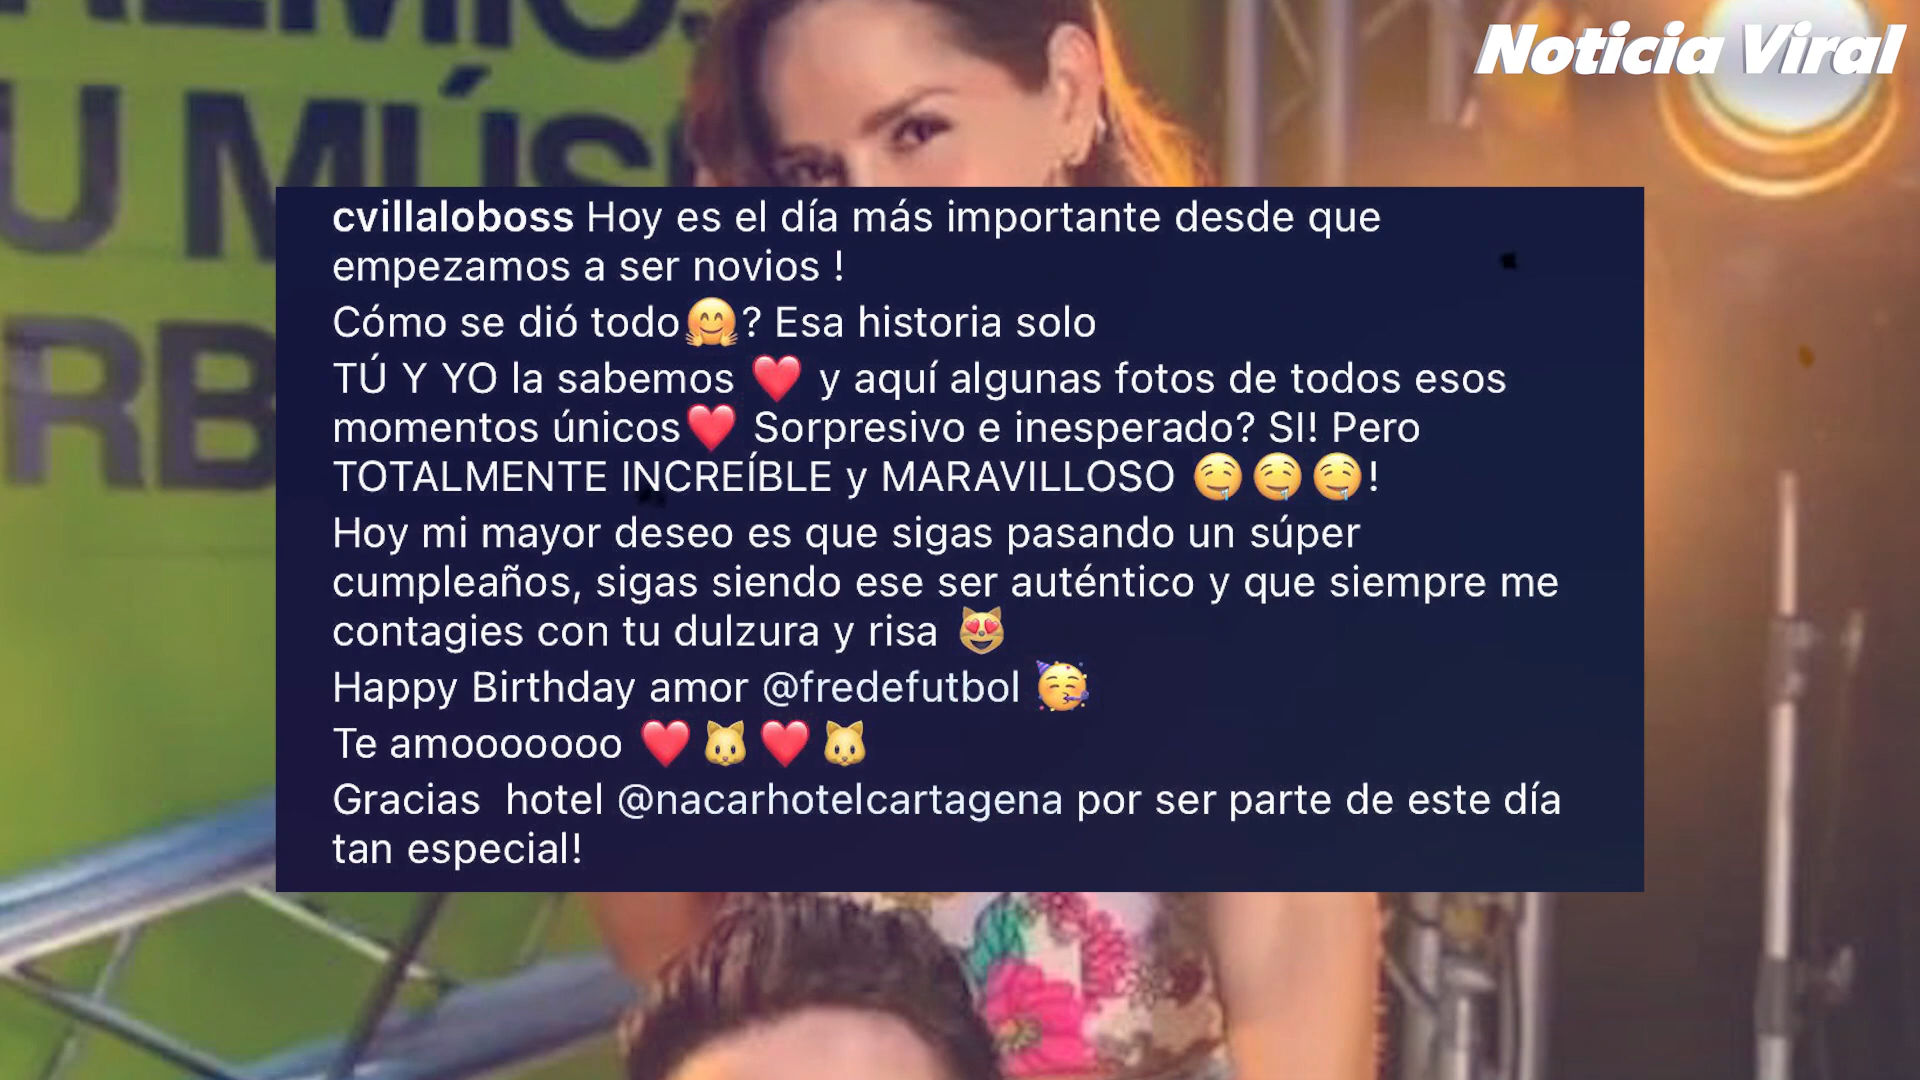 Noticia Viral
U MÚS
RB
cvillaloboss Hoy es el día más importante desde que
empezamos a ser novios !
Cómo se dió todo🤗? Esa historia solo
TÚ Y YO la sabemos ❤️ y aquí algunas fotos de todos esos
momentos únicos❤️ Sorpresivo e inesperado? SI! Pero
TOTALMENTE INCREÍBLE y MARAVILLOSO 🤤🤤🤤!
Hoy mi mayor deseo es que sigas pasando un súper
cumpleaños, sigas siendo ese ser auténtico y que siempre me
contagies con tu dulzura y risa 😻
Happy Birthday amor @fredefutbol 🥳
Te amooooooo ❤️🐱❤️🐱
Gracias  hotel @nacarhotelcartagena por ser parte de este día
tan especial!